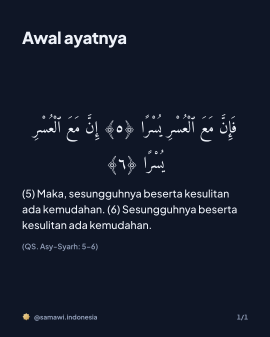 Awal ayatnya
فَإِنَّ مَعَ ٱلْعُسْرِ يُسْرًا ﴿٥﴾ إِنَّ مَعَ ٱلْعُسْرِ
يُسْرًا ﴿٦﴾
(5) Maka, sesungguhnya beserta kesulitan
ada kemudahan. (6) Sesungguhnya beserta
kesulitan ada kemudahan.
(QS. Asy-Syarh: 5-6)
@samawi.indonesia
1/1